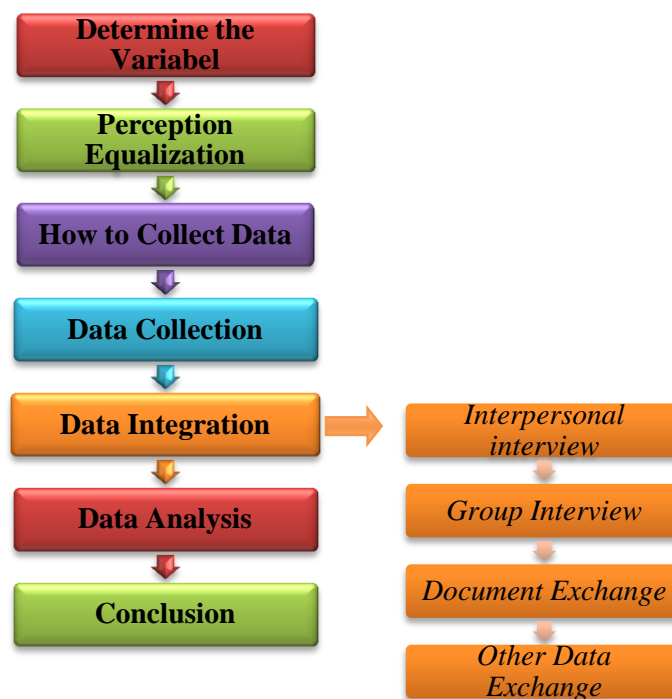 Determine the
Variabel
Perception
Equalization
How to Collect Data
Data Collection
Data Integration
Data Analysis
Conclusion
Interpersonal
interview
Group Interview
Document Exchange
Other Data
Exchange